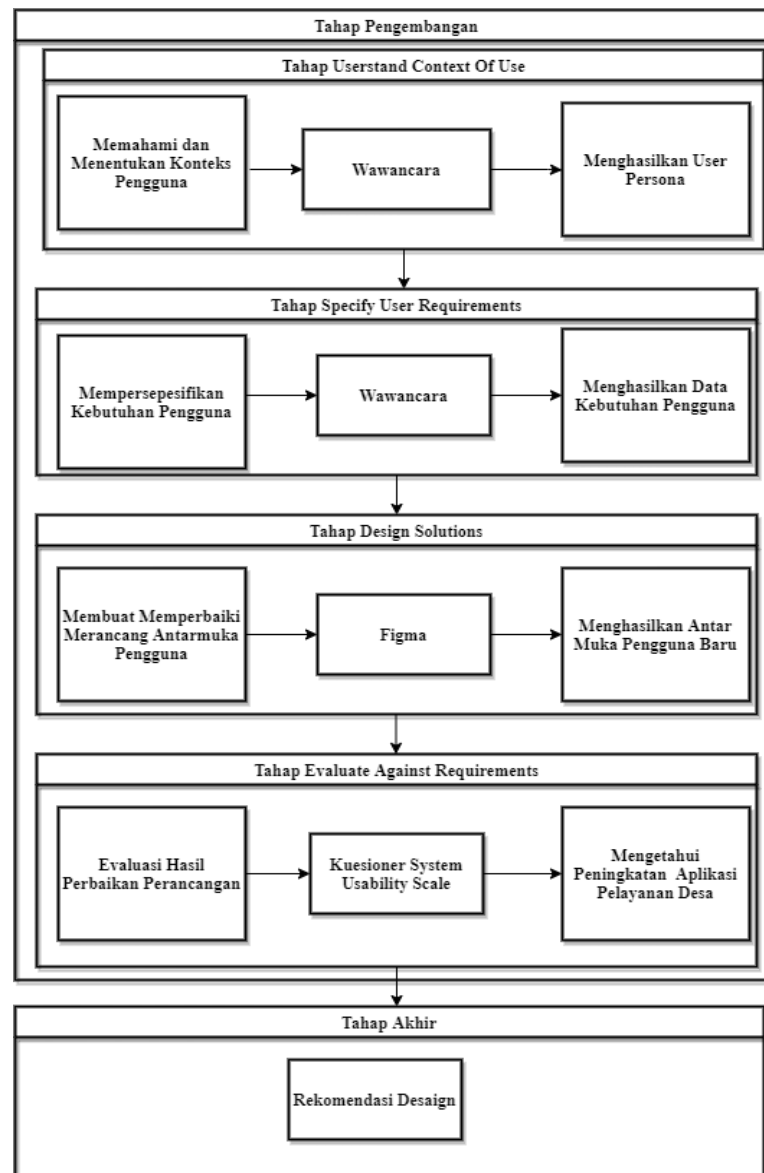 Tahap Pengembangan
Tahap Userstand Context Of Use
Memahami dan
Menentukan Konteks
Pengguna
Wawancara
Menghasilkan User
Persona
Tahap Specify User Requirements
Mempersepesifikan
Kebutuhan Pengguna
Wawancara
Menghasilkan Data
Kebutuhan Pengguna
Tahap Design Solutions
Membuat Memperbaiki
Merancang Antarmuka
Pengguna
Figma
Menghasilkan Antar
Muka Pengguna Baru
Tahap Evaluate Against Requirements
Evaluasi Hasil
Perbaikan Perancangan
Kuesioner System
Usability Scale
Mengetahui
Peningkatan Aplikasi
Pelayanan Desa
Tahap Akhir
Rekomendasi Desaign